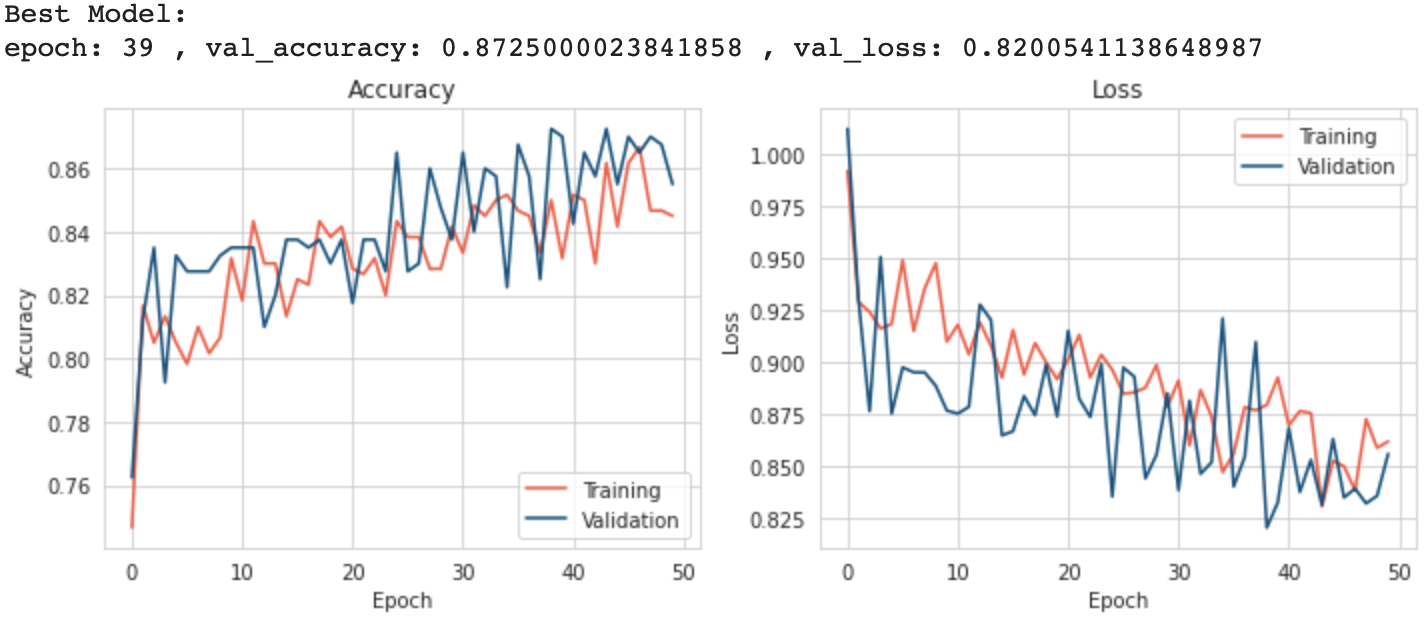 Best Model:
epoch: 39 , val_accuracy: 0.8725000023841858 , val_loss: 0.8200541138648987
Accuracy
0.86
0.84
0.82
0.80
0.78
0.76
Accuracy
0
10
20
30
40
50
Epoch
Training
Validation
Loss
1.000
0.975
0.950
0.925
0.900
0.875
0.850
0.825
Loss
0
10
20
30
40
50
Epoch
Training
Validation